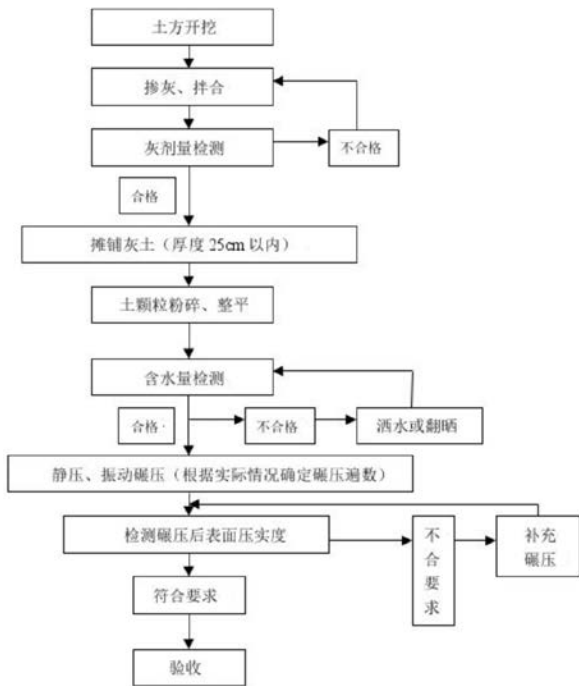 土方开挖
掺灰、拌合
灰剂量检测
不合格
合格
摊铺灰土（厚度 25cm 以内）
土颗粒粉碎、整平
含水量检测
合格
不合格
洒水或翻晒
静压、振动碾压（根据实际情况确定碾压遍数）
检测碾压后表面压实度
不
合
要
求
补充
碾压
符合要求
验收